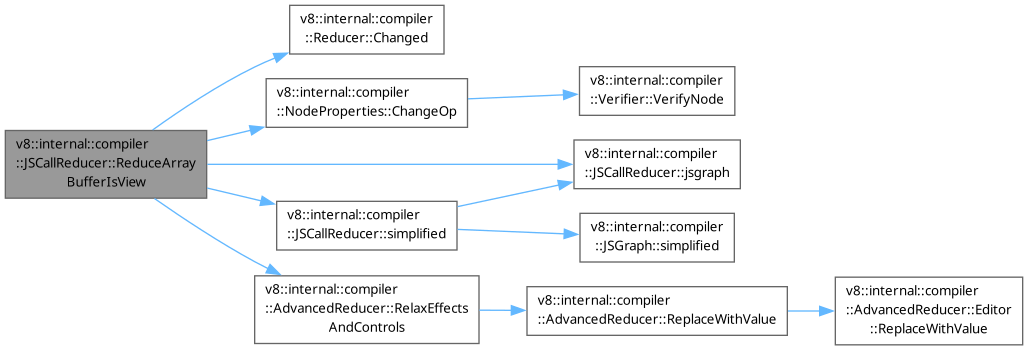 v8::internal::compiler
::JSCallReducer::ReduceArray
BufferIsView
v8::internal::compiler
::Reducer::Changed
v8::internal::compiler
::NodeProperties::ChangeOp
v8::internal::compiler
::Verifier::VerifyNode
v8::internal::compiler
::JSCallReducer::jsgraph
v8::internal::compiler
::JSCallReducer::simplified
v8::internal::compiler
::JSGraph::simplified
v8::internal::compiler
::AdvancedReducer::RelaxEffects
AndControls
v8::internal::compiler
::AdvancedReducer::ReplaceWithValue
v8::internal::compiler
::AdvancedReducer::Editor
::ReplaceWithValue